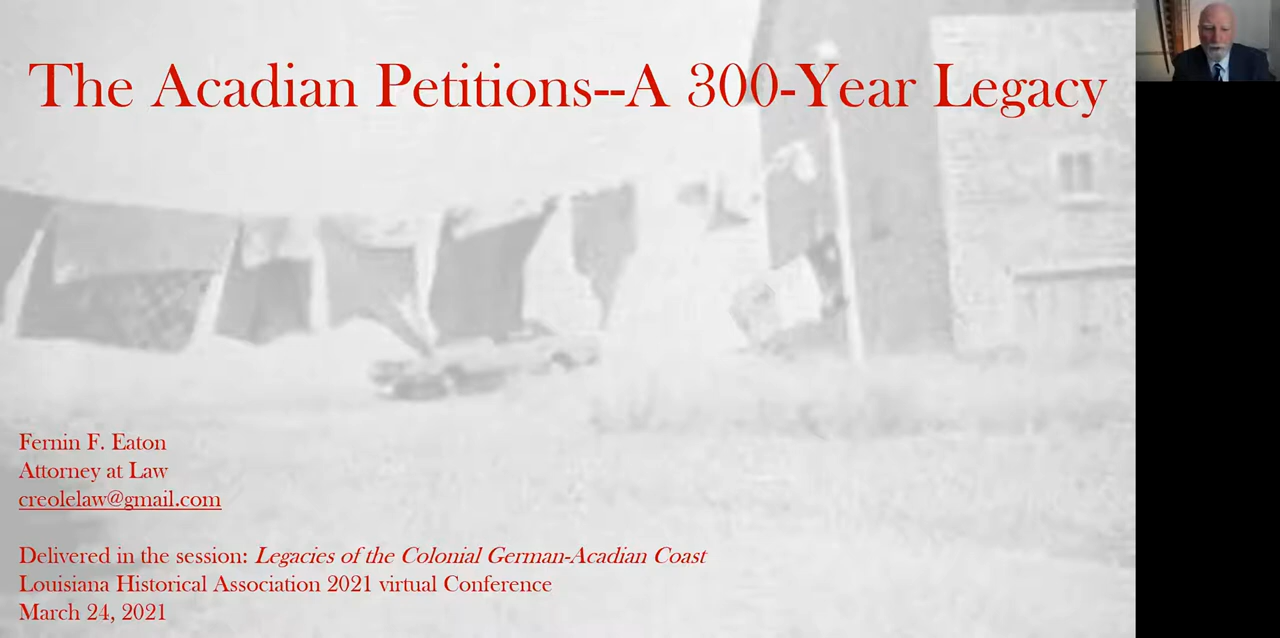 The Acadian Petitions--A 300-Year Legacy
Fernin F. Eaton
Attorney at Law
creolelaw@gmail.com
Delivered in the session: Legacies of the Colonial German-Acadian Coast
Louisiana Historical Association 2021 virtual Conference
March 24, 2021